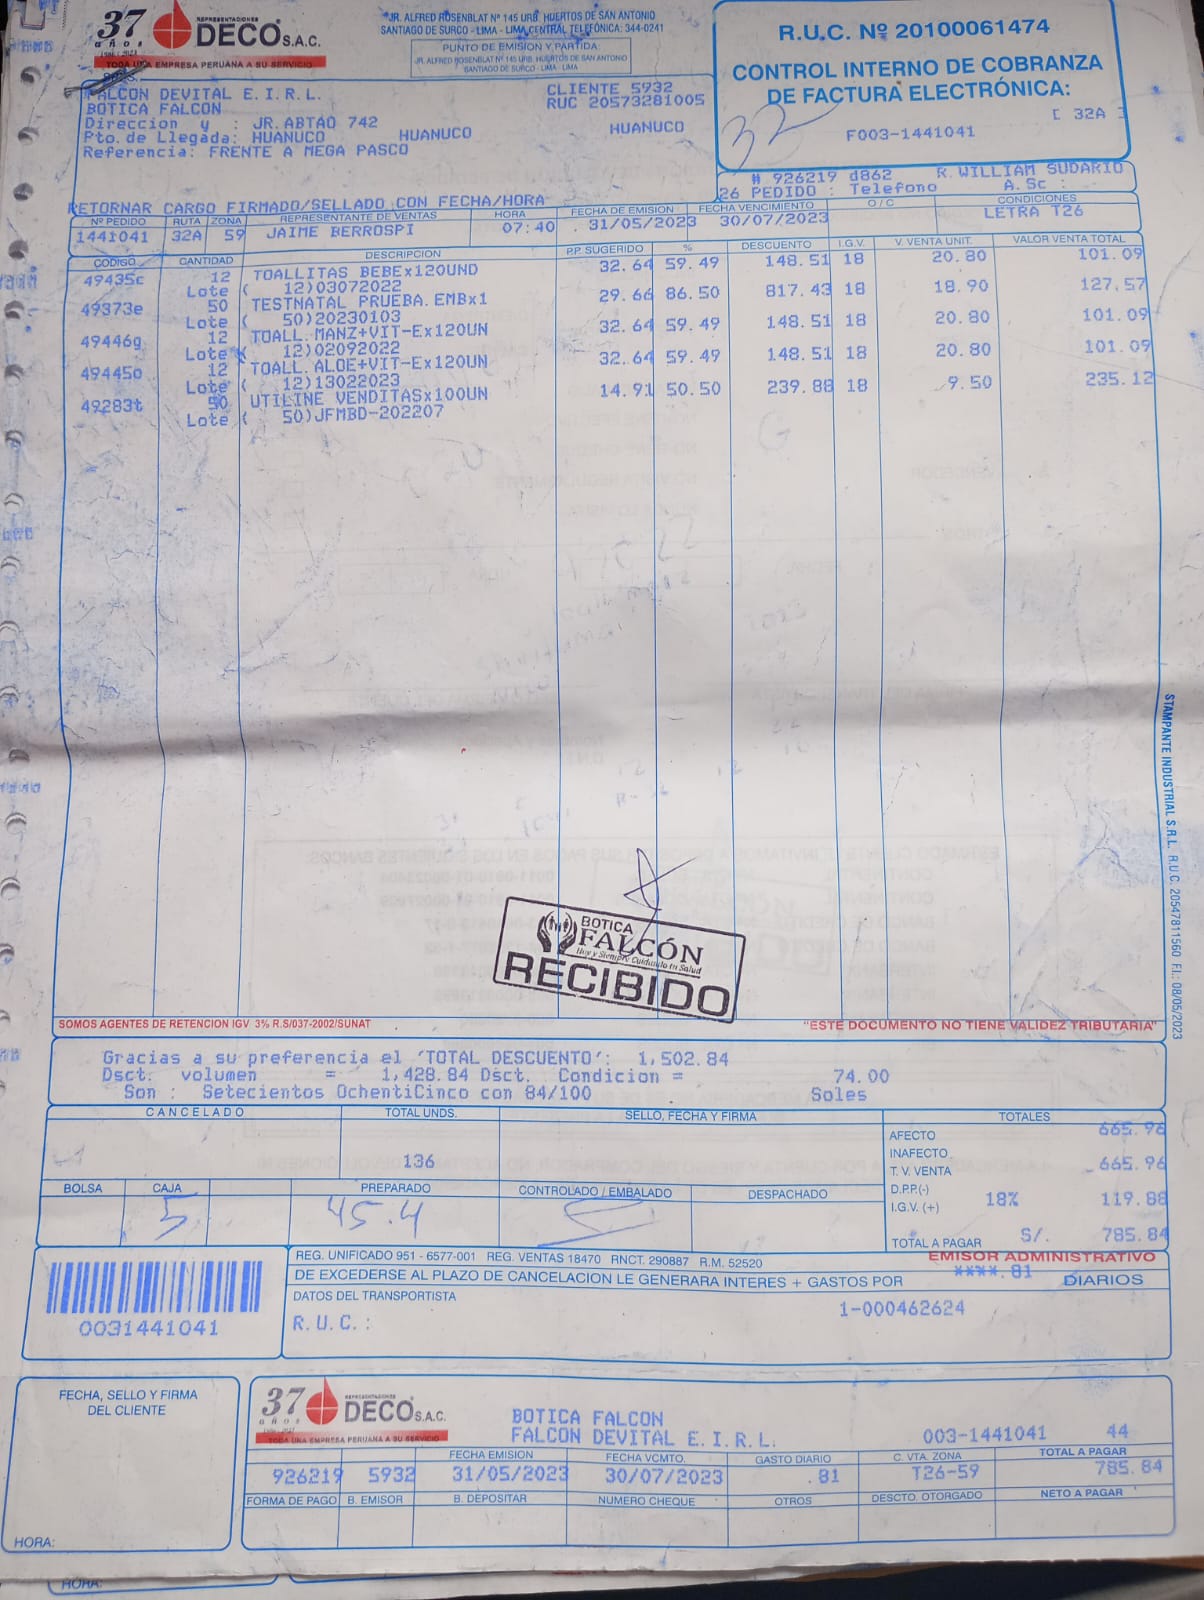 37 AÑOS
REPRESENTACIONES
DECO S.A.C.
TODA UNA EMPRESA PERUANA A SU SERVICIO
JR. ALFRED ROSENBLAT Nº 145 URB. HUERTOS DE SAN ANTONIO
SANTIAGO DE SURCO - LIMA - LIMA CENTRAL TELEFÓNICA: 344-0241
PUNTO DE EMISION Y PARTIDA:
JR. ALFRED ROSENBLAT Nº 145 URB. HUERTOS DE SAN ANTONIO
SANTIAGO DE SURCO - LIMA - LIMA
R.U.C. Nº 20100061474
CONTROL INTERNO DE COBRANZA
DE FACTURA ELECTRÓNICA:
[ 32A ]
32
F003-1441041
FALCON DEVITAL E.I.R.L. CLIENTE 5932
BOTICA FALCON RUC 20573281005
Direccion y : JR. ABTAO 742
Pto. de Llegada: HUANUCO HUANUCO HUANUCO
Referencia: FRENTE A MEGA PASCO
# 926219 d862 R. WILLIAM SUDARIO
26 PEDIDO : Telefono A. Sc :
RETORNAR CARGO FIRMADO/SELLADO CON FECHA/HORA
Nº PEDIDO RUTA ZONA REPRESENTANTE DE VENTAS HORA FECHA DE EMISION FECHA VENCIMIENTO O/C CONDICIONES
1441041 32A 59 JAIME BERROSPI 07:40 31/05/2023 30/07/2023 LETRA T26
CODIGO CANTIDAD DESCRIPCION P.P. SUGERIDO % DESCUENTO I.G.V. V. VENTA UNIT. VALOR VENTA TOTAL
49435c 12 TOALLITAS BEBEx120UND 32.64 59.49 148.51 18 20.80 101.09
Lote ( 12)03072022
49373e 50 TESTNATAL PRUEBA.EMBx1 29.66 86.50 817.43 18 18.90 127.57
Lote ( 50)20230103
49446g 12 TOALL.MANZ+VIT-Ex120UN 32.64 59.49 148.51 18 20.80 101.09
Lote ( 12)02092022
49445o 12 TOALL.ALOE+VIT-Ex120UN 32.64 59.49 148.51 18 20.80 101.09
Lote ( 12)13022023
49283t 50 UTILINE VENDITASx100UN 14.91 50.50 239.88 18 9.50 235.12
Lote ( 50)JFMBD-202207
STAMPANTE INDUSTRIAL S.R.L. R.U.C. 20547811560 F.I.: 08/05/2023
BOTICA
FALCÓN
Hoy y Siempre Cuidando tu Salud
RECIBIDO
SOMOS AGENTES DE RETENCION IGV 3% R.S/037-2002/SUNAT
"ESTE DOCUMENTO NO TIENE VALIDEZ TRIBUTARIA"
Gracias a su preferencia el 'TOTAL DESCUENTO': 1,502.84
Dsct. volumen = 1,428.84 Dsct. Condicion = 74.00
Son : Setecientos OchentiCinco con 84/100 Soles
CANCELADO TOTAL UNDS. SELLO, FECHA Y FIRMA TOTALES
136
AFECTO 665.96
INAFECTO
T. V. VENTA 665.96
D.P.P.(-)
I.G.V. (+) 18% 119.88
TOTAL A PAGAR S/. 785.84
BOLSA CAJA PREPARADO CONTROLADO / EMBALADO DESPACHADO
5 45.4
EMISOR ADMINISTRATIVO
0031441041
REG. UNIFICADO 951 - 6577-001 REG. VENTAS 18470 RNCT. 290887 R.M. 52520
DE EXCEDERSE AL PLAZO DE CANCELACION LE GENERARA INTERES + GASTOS POR ****.81 DIARIOS
DATOS DEL TRANSPORTISTA
1-000462624
R.U.C.:
FECHA, SELLO Y FIRMA
DEL CLIENTE
HORA:
37 AÑOS
REPRESENTACIONES
DECO S.A.C.
TODA UNA EMPRESA PERUANA A SU SERVICIO
BOTICA FALCON
FALCON DEVITAL E.I.R.L. 003-1441041 44
FECHA EMISION FECHA VCMTO. GASTO DIARIO C. VTA. ZONA TOTAL A PAGAR
926219 5932 31/05/2023 30/07/2023 .81 T26-59 785.84
FORMA DE PAGO B. EMISOR B. DEPOSITAR NUMERO CHEQUE OTROS DESCTO. OTORGADO NETO A PAGAR
HORA: